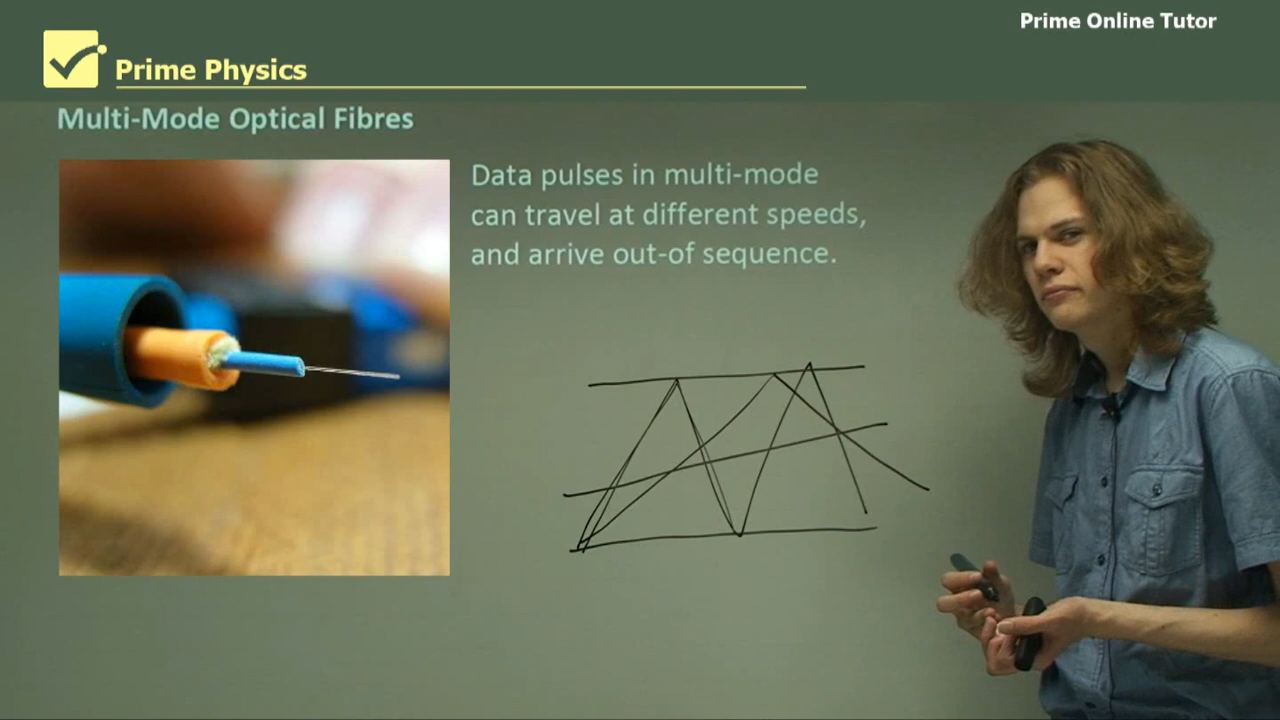 Prime Online Tutor
Prime Physics
Multi-Mode Optical Fibres
Data pulses in multi-mode
can travel at different speeds,
and arrive out-of sequence.